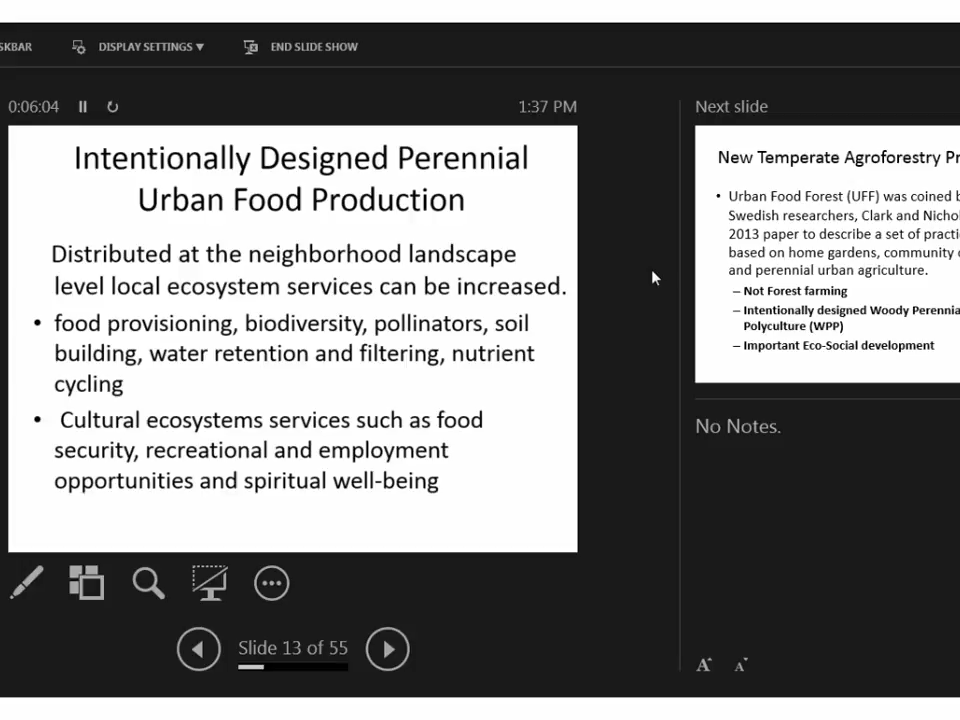 SKBAR DISPLAY SETTINGS ▼ END SLIDE SHOW
0:06:04 1:37 PM
Intentionally Designed Perennial
Urban Food Production
Distributed at the neighborhood landscape
level local ecosystem services can be increased.
• food provisioning, biodiversity, pollinators, soil
building, water retention and filtering, nutrient
cycling
• Cultural ecosystems services such as food
security, recreational and employment
opportunities and spiritual well-being
Slide 13 of 55
Next slide
New Temperate Agroforestry Pr
• Urban Food Forest (UFF) was coined b
Swedish researchers, Clark and Nichol
2013 paper to describe a set of practi
based on home gardens, community
and perennial urban agriculture.
– Not Forest farming
– Intentionally designed Woody Perennia
Polyculture (WPP)
– Important Eco-Social development
No Notes.
A A